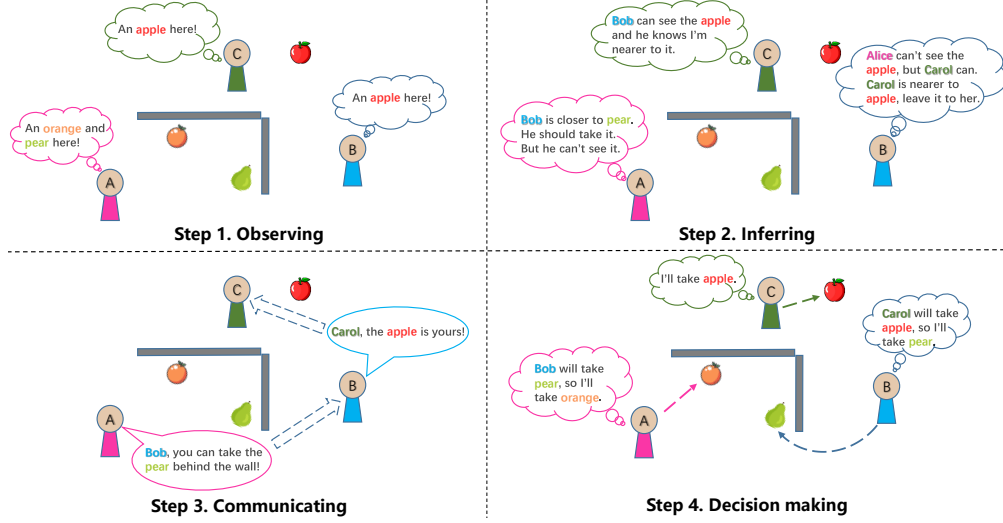 An apple here!
C
An apple here!
An orange and
pear here!
B
A
Step 1. Observing
Bob can see the apple
and he knows I'm
nearer to it.
C
Alice can't see the
apple, but Carol can.
Carol is nearer to
apple, leave it to her.
Bob is closer to pear.
He should take it.
But he can't see it.
B
A
Step 2. Inferring
C
Carol, the apple is yours!
B
A
Bob, you can take the
pear behind the wall!
Step 3. Communicating
I'll take apple.
C
Carol will take
apple, so I'll
take pear.
Bob will take
pear, so I'll
take orange.
B
A
Step 4. Decision making